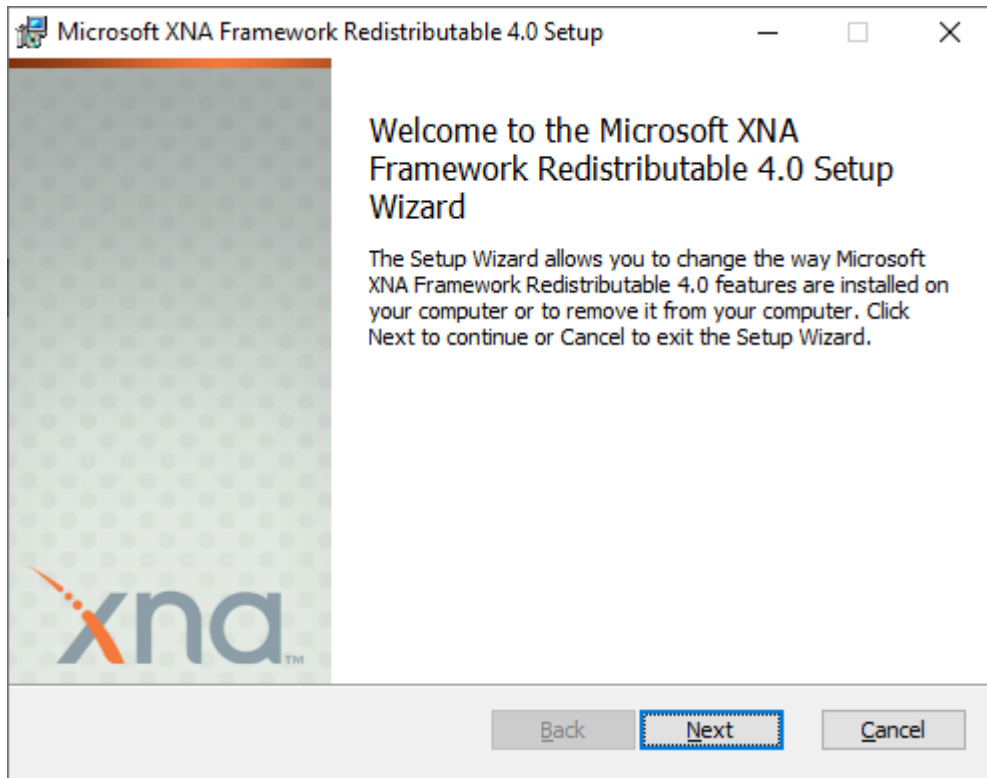 Microsoft XNA Framework Redistributable 4.0 Setup
Welcome to the Microsoft XNA
Framework Redistributable 4.0 Setup
Wizard
The Setup Wizard allows you to change the way Microsoft
XNA Framework Redistributable 4.0 features are installed on
your computer or to remove it from your computer. Click
Next to continue or Cancel to exit the Setup Wizard.
xna™
Back Next Cancel